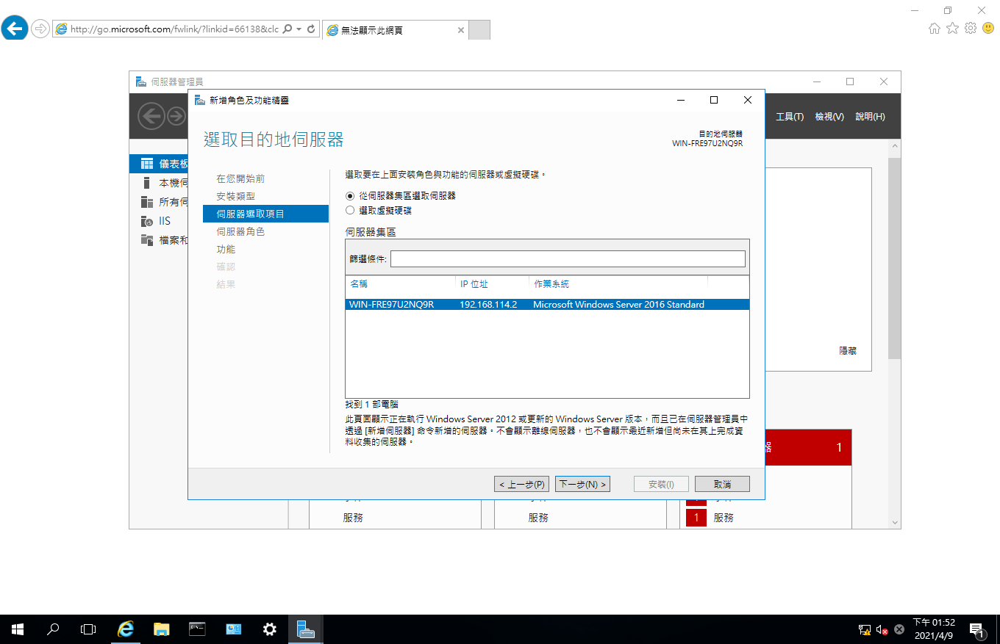 http://go.microsoft.com/fwlink/?linkid=66138&clc
無法顯示此網頁
伺服器管理員
新增角色及功能精靈
工具(T) 檢視(V) 說明(H)
選取目的地伺服器
目的地伺服器
WIN-FRE97U2NQ9R
儀表板
本機伺
所有伺
IIS
檔案和
在您開始前
安裝類型
伺服器選取項目
伺服器角色
功能
確認
結果
選取要在上面安裝角色與功能的伺服器或虛擬硬碟。
從伺服器集區選取伺服器
選取虛擬硬碟
伺服器集區
篩選條件:
名稱 IP 位址 作業系統
WIN-FRE97U2NQ9R 192.168.114.2 Microsoft Windows Server 2016 Standard
隱藏
找到 1 部電腦
此頁面顯示正在執行 Windows Server 2012 或更新的 Windows Server 版本，而且已在伺服器管理員中
透過 [新增伺服器] 命令新增的伺服器。不會顯示離線伺服器，也不會顯示最近新增但尚未在其上完成資
料收集的伺服器。
器 1
< 上一步(P) 下一步(N) > 安裝(I) 取消
服務 服務 1 服務
下午 01:52
2021/4/9
1